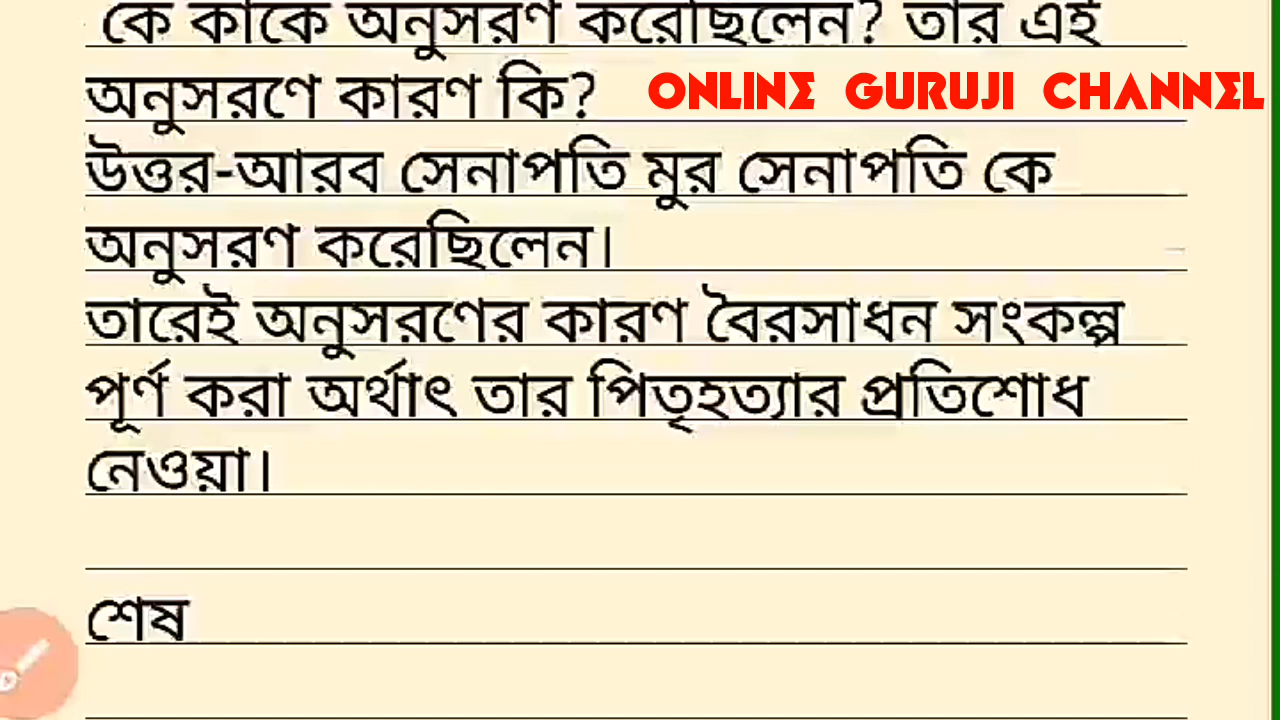 কে কাকে অনুসরণ করেছিলেন? তার এই
অনুসরণে কারণ কি?
ONLINE GURUJI CHANNEL
উত্তর-আরব সেনাপতি মুর সেনাপতি কে
অনুসরণ করেছিলেন।
তারেই অনুসরণের কারণ বৈরসাধন সংকল্প
পূর্ণ করা অর্থাৎ তার পিতৃহত্যার প্রতিশোধ
নেওয়া।
শেষ